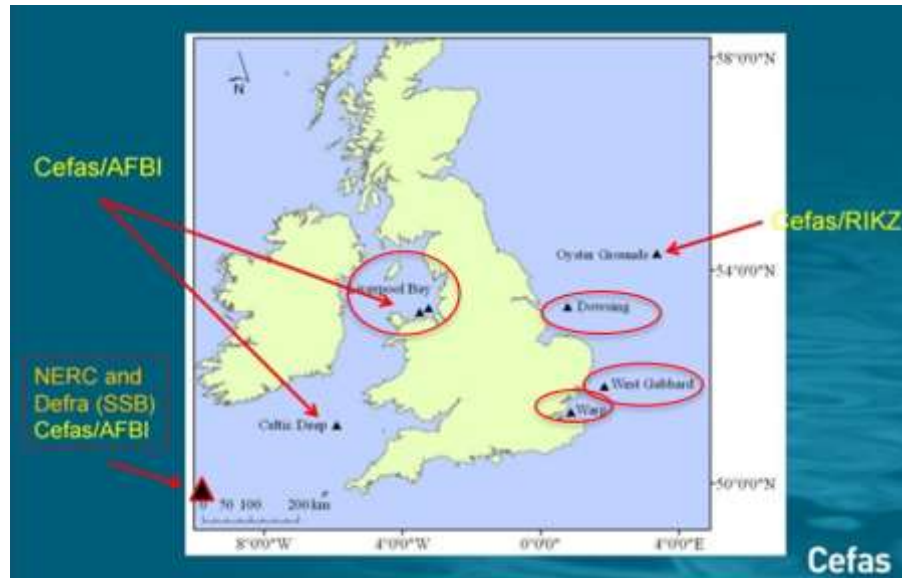 N
58°0'0"N
Cefas/AFBI
Cefas/RIKZ
Oyster Grounds
54°0'0"N
Liverpool Bay
Dowsing
NERC and
Defra (SSB)
Cefas/AFBI
West Gabbard
Warp
Celtic Deep
50°0'0"N
0 50 100 200 km
8°0'0"W 4°0'0"W 0°0'0" 4°0'0"E
Cefas